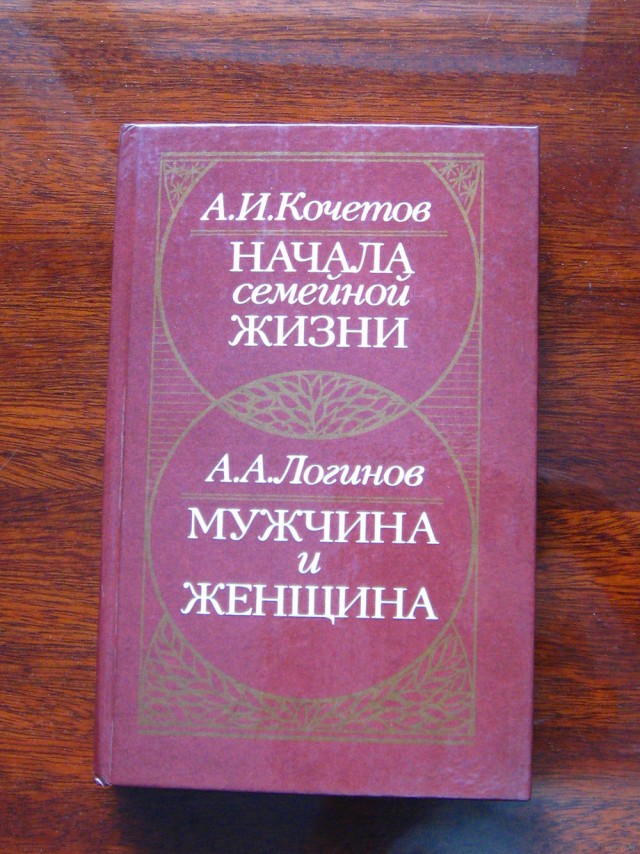 А.И.Кочетов
НАЧАЛА
семейной
ЖИЗНИ
А.А.Логинов
МУЖЧИНА
и
ЖЕНЩИНА